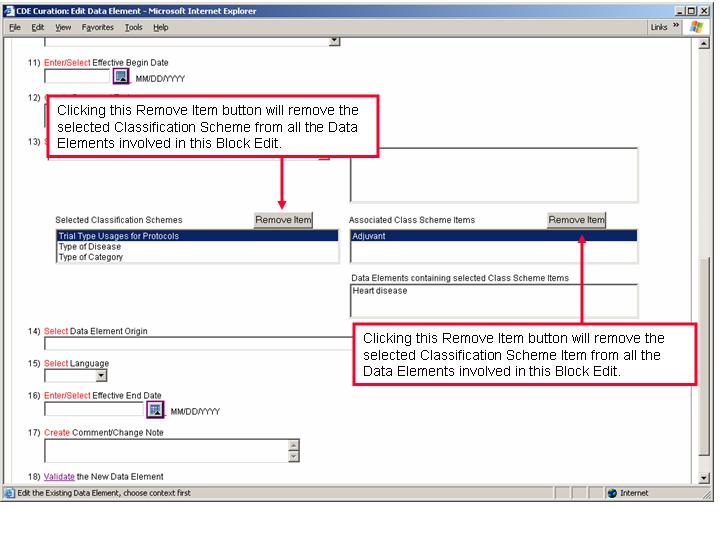 CDE Curation: Edit Data Element - Microsoft Internet Explorer
File Edit View Favorites Tools Help Links »
11) Enter/Select Effective Begin Date
MM/DD/YYYY
12)
Clicking this Remove Item button will remove the
selected Classification Scheme from all the Data
Elements involved in this Block Edit.
13)
Selected Classification Schemes Remove Item Associated Class Scheme Items Remove Item
Trial Type Usages for Protocols Adjuvant
Type of Disease
Type of Category
Data Elements containing selected Class Scheme Items
Heart disease
14) Select Data Element Origin
Clicking this Remove Item button will remove the
selected Classification Scheme Item from all the
Data Elements involved in this Block Edit.
15) Select Language
16) Enter/Select Effective End Date
MM/DD/YYYY
17) Create Comment/Change Note
18) Validate the New Data Element
Edit the Existing Data Element, choose context first Internet